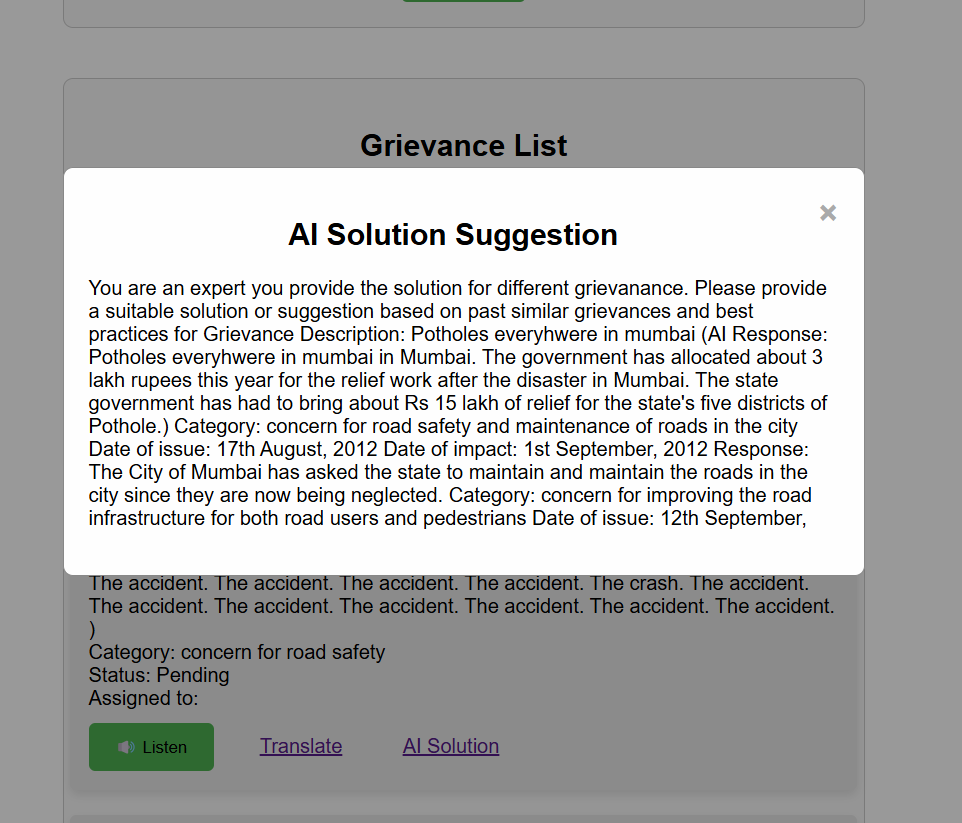 Grievance List
×
AI Solution Suggestion
You are an expert you provide the solution for different grievanance. Please provide
a suitable solution or suggestion based on past similar grievances and best
practices for Grievance Description: Potholes everyhwere in mumbai (AI Response:
Potholes everyhwere in mumbai in Mumbai. The government has allocated about 3
lakh rupees this year for the relief work after the disaster in Mumbai. The state
government has had to bring about Rs 15 lakh of relief for the state's five districts of
Pothole.) Category: concern for road safety and maintenance of roads in the city
Date of issue: 17th August, 2012 Date of impact: 1st September, 2012 Response:
The City of Mumbai has asked the state to maintain and maintain the roads in the
city since they are now being neglected. Category: concern for improving the road
infrastructure for both road users and pedestrians Date of issue: 12th September,
The accident. The accident. The accident. The accident. The crash. The accident.
The accident. The accident. The accident. The accident. The accident. The accident.
)
Category: concern for road safety
Status: Pending
Assigned to:
Listen Translate AI Solution